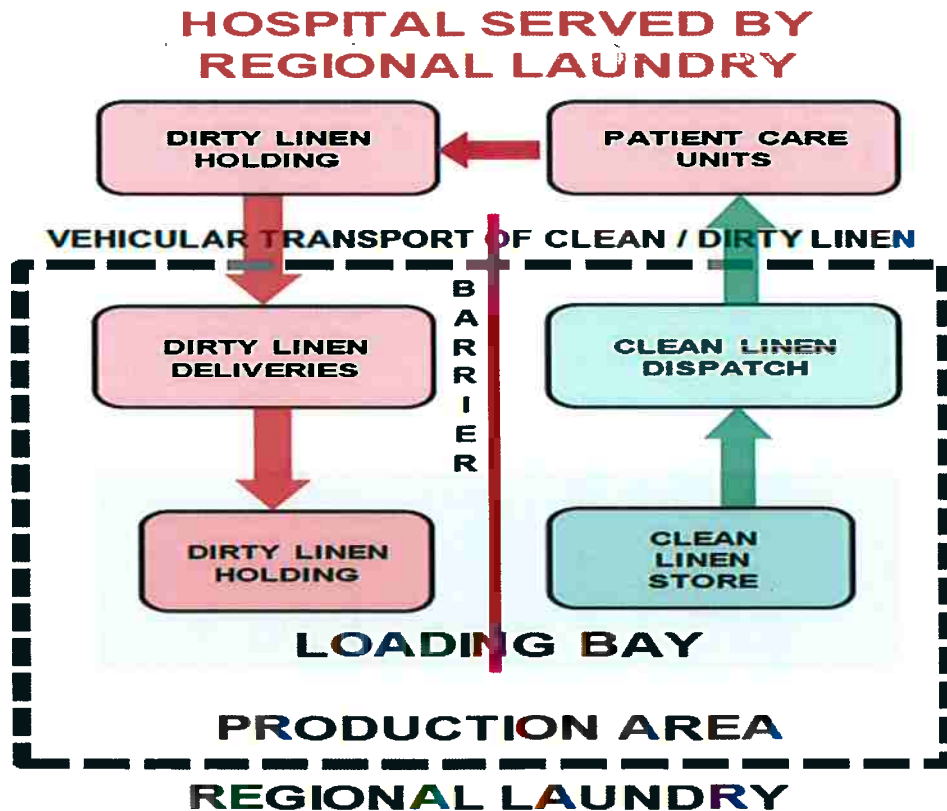 HOSPITAL SERVED BY
REGIONAL LAUNDRY
DIRTY LINEN
HOLDING
PATIENT CARE
UNITS
VEHICULAR TRANSPORT OF CLEAN / DIRTY LINEN
DIRTY LINEN
DELIVERIES
BARRIER
CLEAN LINEN
DISPATCH
DIRTY LINEN
HOLDING
CLEAN
LINEN
STORE
LOADING BAY
PRODUCTION AREA
REGIONAL LAUNDRY